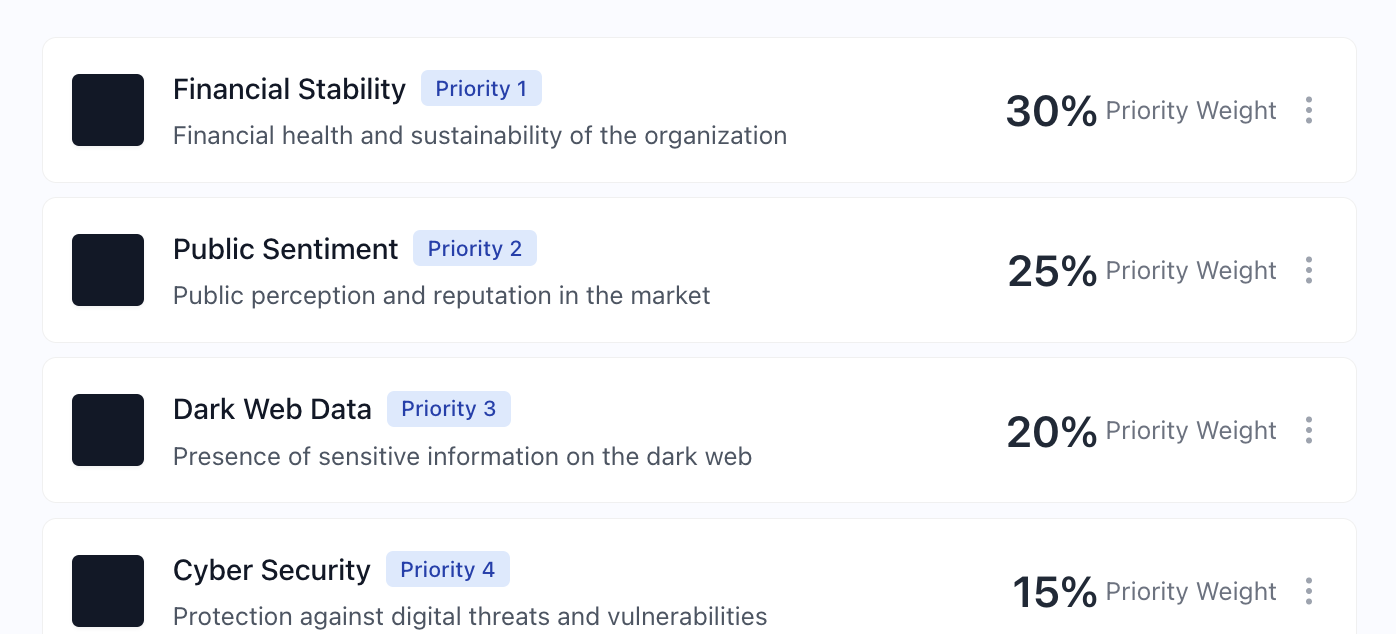 Financial Stability Priority 1
Financial health and sustainability of the organization
30% Priority Weight
Public Sentiment Priority 2
Public perception and reputation in the market
25% Priority Weight
Dark Web Data Priority 3
Presence of sensitive information on the dark web
20% Priority Weight
Cyber Security Priority 4
Protection against digital threats and vulnerabilities
15% Priority Weight